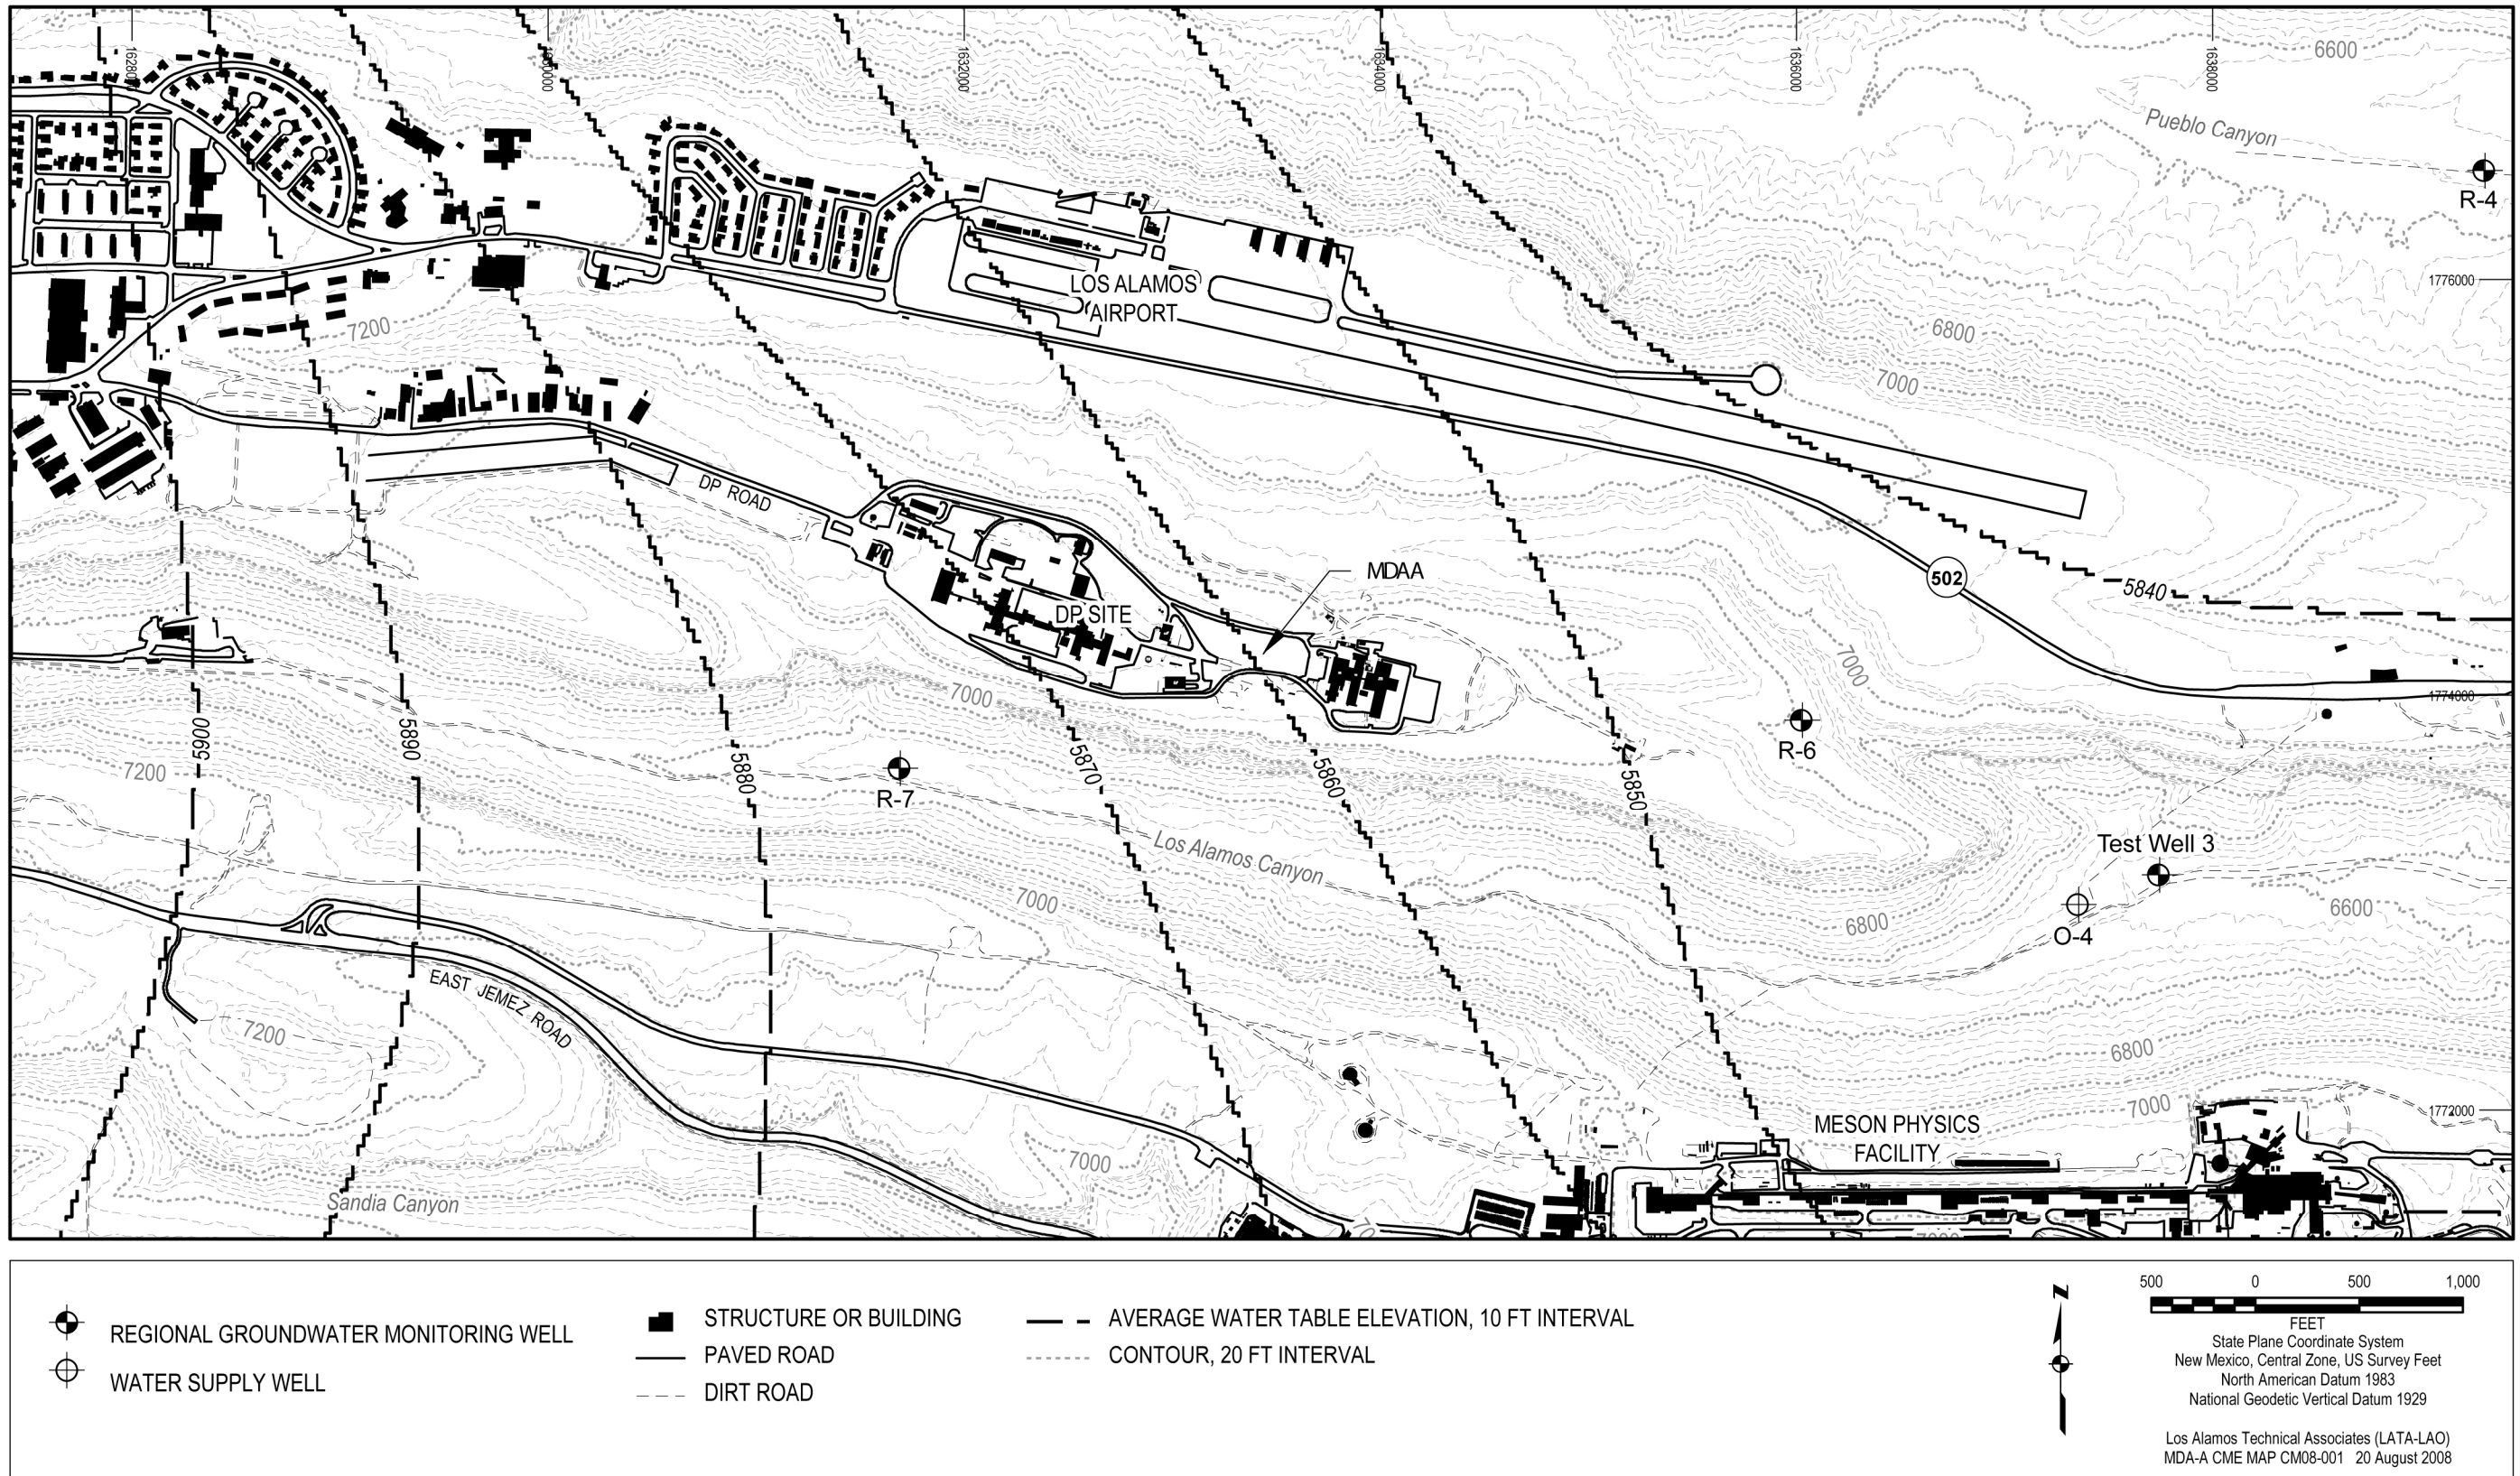 1628000
1630000
1632000
1634000
1636000
1638000
6600
Pueblo Canyon
R-4
1776000
LOS ALAMOS
AIRPORT
7200
6800
7000
DP ROAD
MDAA
502
5840
DP SITE
7000
7000
1774000
5900
5890
5880
5870
5860
5850
R-6
7200
R-7
Los Alamos Canyon
Test Well 3
7000
6800
O-4
6600
EAST JEMEZ ROAD
7200
6800
7000
1772000
MESON PHYSICS
FACILITY
7000
Sandia Canyon
REGIONAL GROUNDWATER MONITORING WELL
WATER SUPPLY WELL
STRUCTURE OR BUILDING
PAVED ROAD
DIRT ROAD
AVERAGE WATER TABLE ELEVATION, 10 FT INTERVAL
CONTOUR, 20 FT INTERVAL
N
500 0 500 1,000
FEET
State Plane Coordinate System
New Mexico, Central Zone, US Survey Feet
North American Datum 1983
National Geodetic Vertical Datum 1929
Los Alamos Technical Associates (LATA-LAO)
MDA-A CME MAP CM08-001 20 August 2008